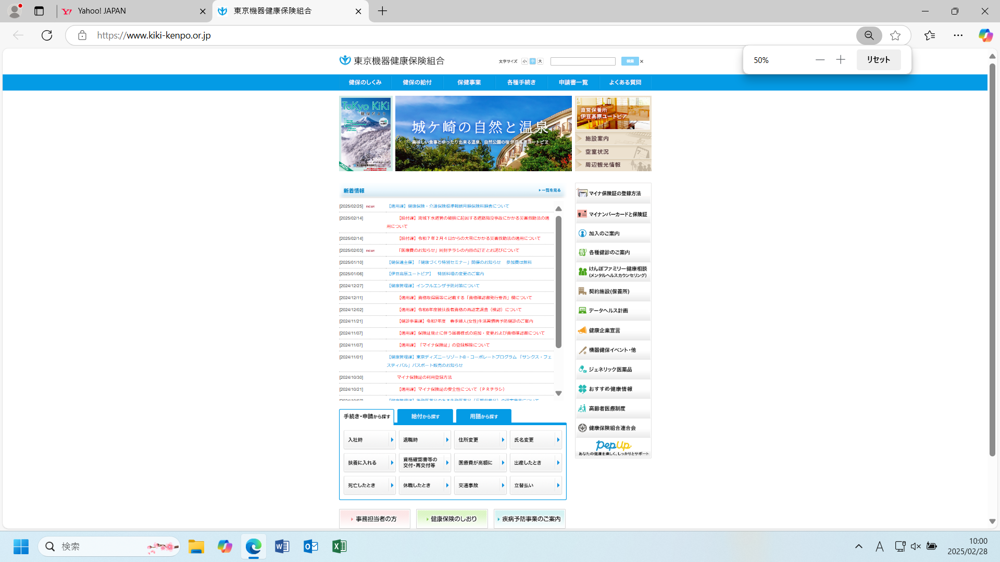 Yahoo! JAPAN
東京機器健康保険組合
https://www.kiki-kenpo.or.jp
50%
リセット
東京機器健康保険組合
文字サイズ 小 中 大
検索
健保のしくみ
健保の給付
保健事業
各種手続き
申請書一覧
よくある質問
ToKyo KiKi
健康だより
城ケ崎の自然と温泉
美味しい食事とゆったり出来る温泉、自然公園の宿 伊豆高原ユートピア
直営保養所
伊豆高原ユートピア
施設案内
空室状況
周辺観光情報
新着情報
一覧を見る
[2025/02/25] new! 【適用課】健康保険・介護保険標準報酬月額保険料額表について
[2025/02/14] 【給付課】流域下水道管の破損に起因する道路陥没事故にかかる災害救助法の適
用について
[2025/02/14] 【給付課】令和７年２月４日からの大雪にかかる災害救助法の適用について
[2025/02/03] new! 「医療費のお知らせ」同封チラシの内容の訂正とお詫びについて
[2025/01/10] 【健保連主催】「健康づくり特別セミナー」開催のお知らせ　参加費は無料
[2025/01/06] 【伊豆高原ユートピア】　特別料理の変更のご案内
[2024/12/27] 【健康管理課】インフルエンザ予防対策について
[2024/12/11] 【適用課】資格取得届等に記載する「資格確認書発行要否」欄について
[2024/12/02] 【適用課】令和6年度被扶養者資格の再認定調査（検認）について
[2024/11/21] 【健診事業課】令和7年度　春季婦人(女性)生活習慣病予防健診のご案内
[2024/11/07] 【適用課】保険証廃止に伴う届書様式の追加・変更および資格確認書について
[2024/11/07] 【適用課】「マイナ保険証」の登録解除について
[2024/11/01] 【健康管理課】東京ディズニーリゾート®・コーポレートプログラム 「サンクス・フェ
スティバル」パスポート販売のお知らせ
[2024/10/30] マイナ保険証の利用登録方法
[2024/10/21] 【適用課】マイナ保険証の安全性について（ＰＲチラシ）
マイナ保険証の登録方法
マイナンバーカードと保険証
加入のご案内
各種健診のご案内
けんぽファミリー健康相談
(メンタルヘルスカウンセリング)
契約施設(保養所)
データヘルス計画
健康企業宣言
機器健保イベント・他
ジェネリック医薬品
おすすめ健康情報
高齢者医療制度
健康保険組合連合会
PepUp
あなたの健康を楽しく、しっかりとサポート
手続き・申請から探す
給付から探す
用語から探す
入社時
退職時
住所変更
氏名変更
扶養に入れる
資格確認書等の
交付・再交付等
医療費が高額に
出産したとき
死亡したとき
休職したとき
交通事故
立替払い
事務担当者の方
健康保険のしおり
疾病予防事業のご案内
検索
A
10:00
2025/02/28